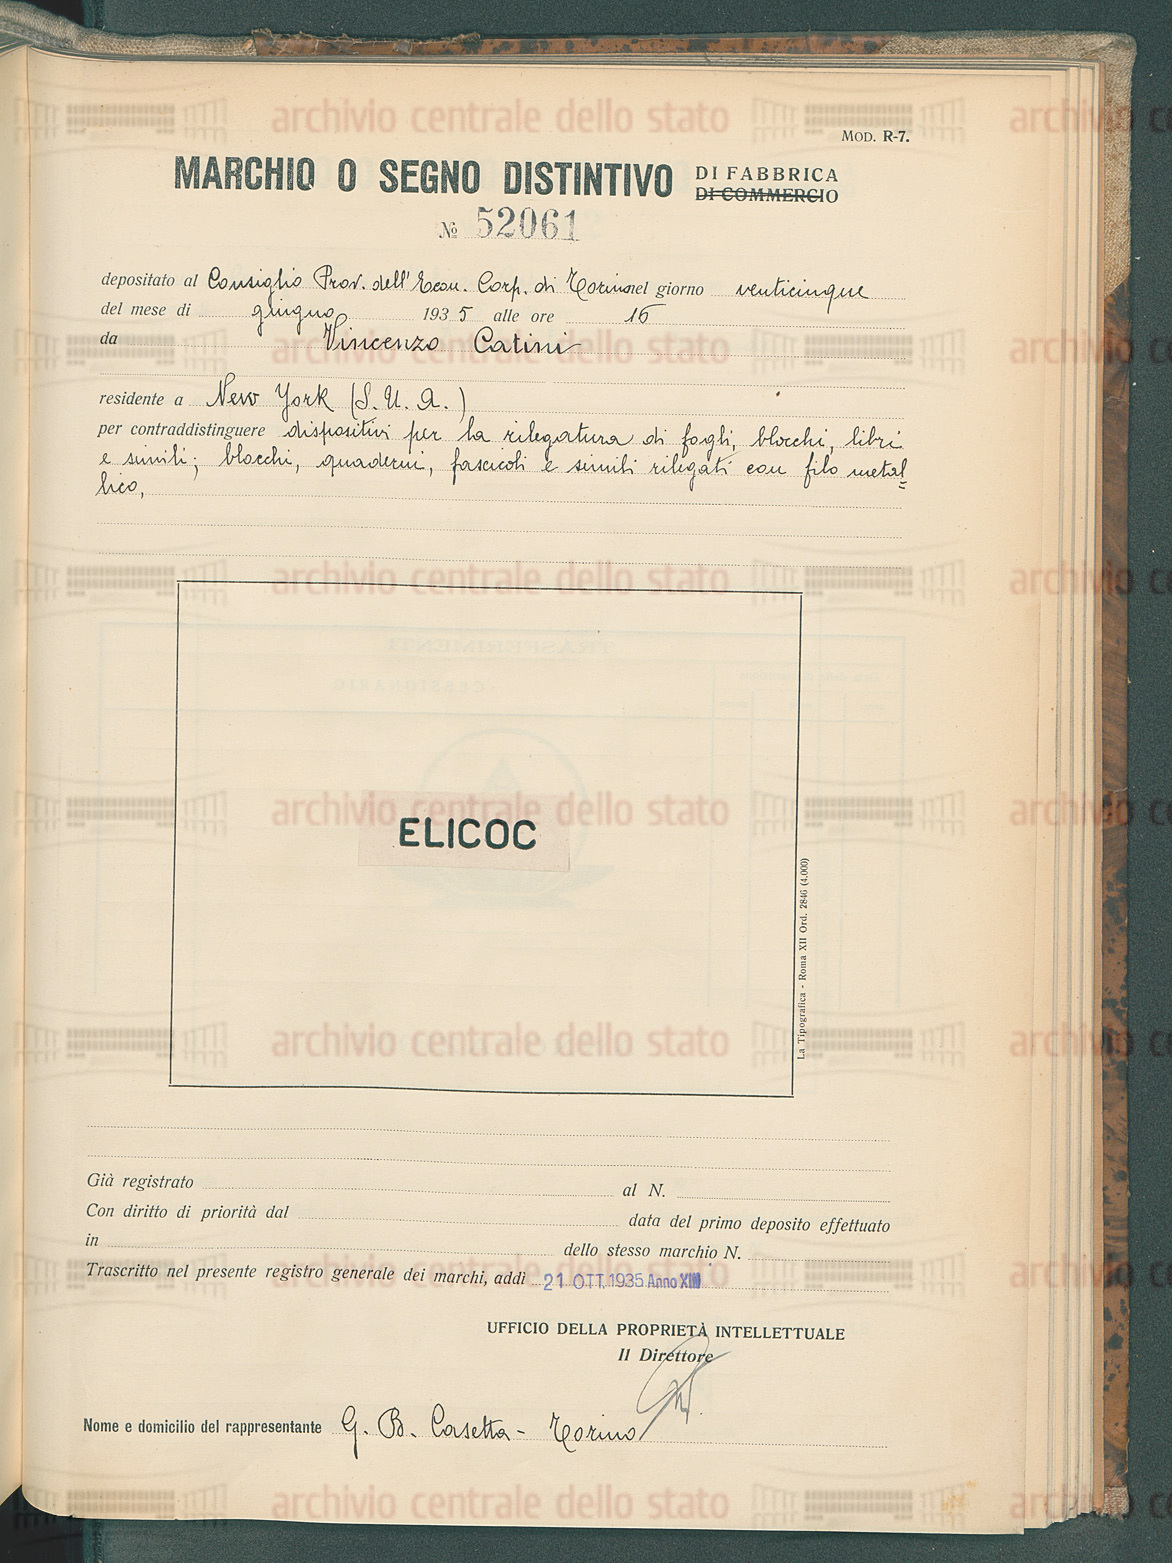 MOD. R-7.
MARCHIO O SEGNO DISTINTIVO DI FABBRICA
DI COMMERCIO
№ 52061
depositato al Consiglio Prov. dell'Econ. Corp. di Torino nel giorno venticinque
del mese di giugno 1935 alle ore 16
da Vincenzo Catini
residente a New York (S.U.A.)
per contraddistinguere dispositivi per la rilegatura di fogli, blocchi, libri
e simili; blocchi, quaderni, fascicoli e simili rilegati con filo metal=
lico,
ELICOC
La Tipografica - Roma XII Ord. 2846 (4.000)
Già registrato al N.
Con diritto di priorità dal data del primo deposito effettuato
in dello stesso marchio N.
Trascritto nel presente registro generale dei marchi, addì 21 OTT. 1935 Anno XIII
UFFICIO DELLA PROPRIETÀ INTELLETTUALE
Il Direttore
Nome e domicilio del rappresentante G. B. Casetta - Torino
archivio centrale dello stato